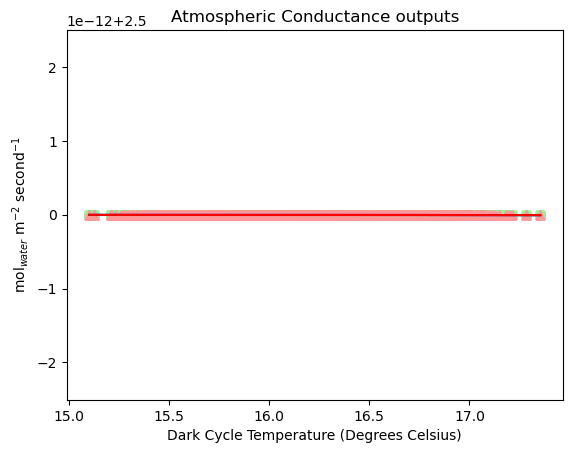 Atmospheric Conductance outputs
1e−12+2.5
2
1
0
−1
−2
mol_{water} m^{−2} second^{−1}
15.0 15.5 16.0 16.5 17.0
Dark Cycle Temperature (Degrees Celsius)